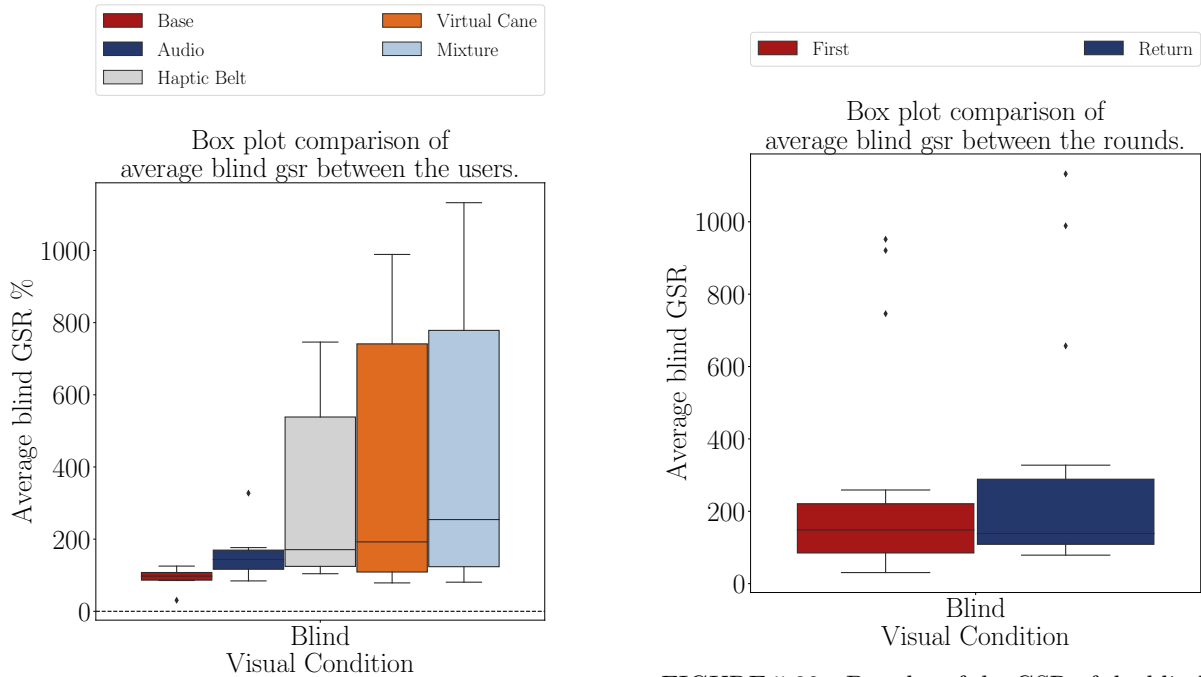 Base
Audio
Haptic Belt
Virtual Cane
Mixture
Box plot comparison of
average blind gsr between the users.
Average blind GSR %
1000
800
600
400
200
0
Blind
Visual Condition
First
Return
Box plot comparison of
average blind gsr between the rounds.
Average blind GSR
1000
800
600
400
200
0
Blind
Visual Condition